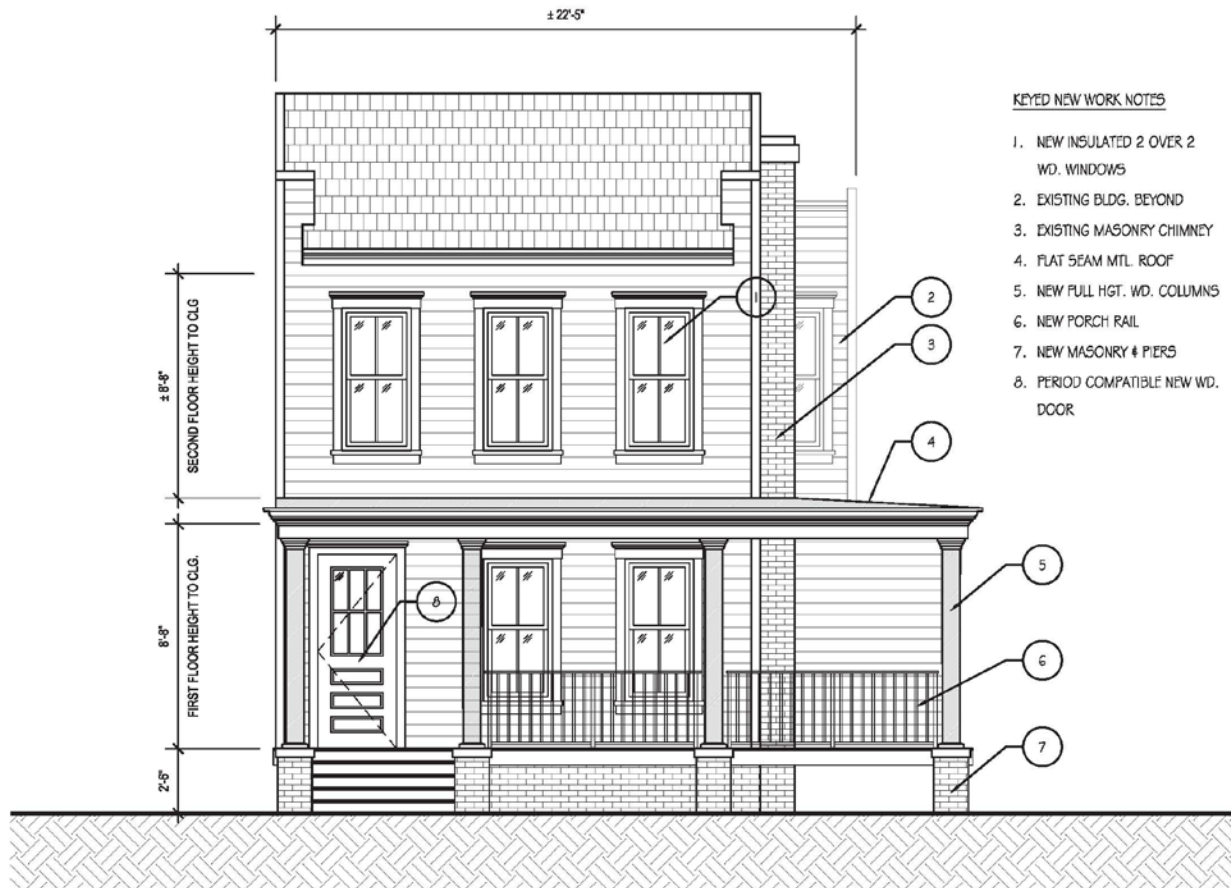 ± 22'-5"
KEYED NEW WORK NOTES
1. NEW INSULATED 2 OVER 2
WD. WINDOWS
2. EXISTING BLDG. BEYOND
3. EXISTING MASONRY CHIMNEY
4. FLAT SEAM MTL. ROOF
5. NEW FULL HGT. WD. COLUMNS
6. NEW PORCH RAIL
7. NEW MASONRY & PIERS
8. PERIOD COMPATIBLE NEW WD.
DOOR
± 8'-8"
SECOND FLOOR HEIGHT TO CLG
8'-8"
FIRST FLOOR HEIGHT TO CLG.
1
2
3
4
5
6
7
8